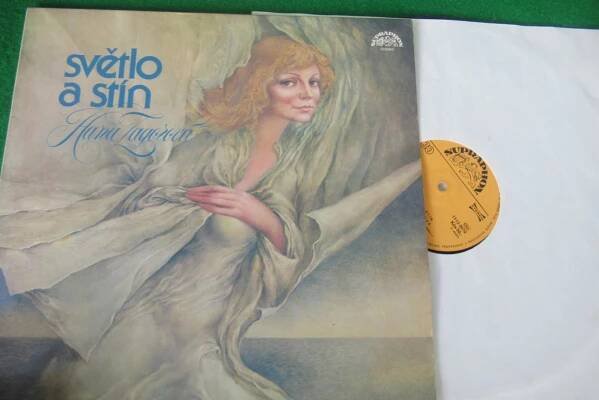 světlo
a stín
Hana Zagorová
SUPRAPHON
SUPRAPHON